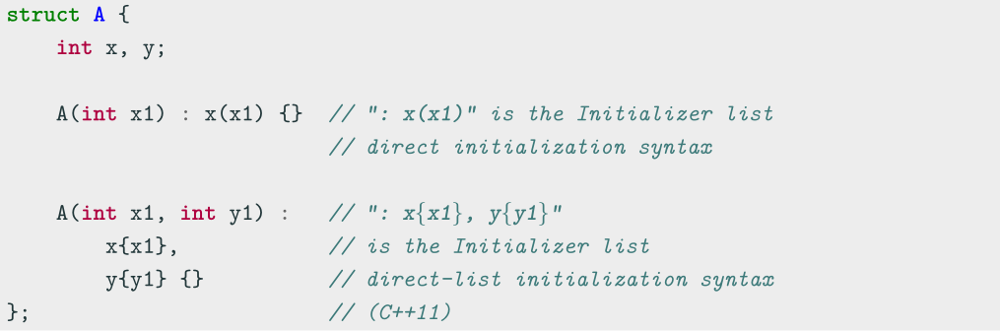 struct A {
    int x, y;

    A(int x1) : x(x1) {}  // ": x(x1)" is the Initializer list
                          // direct initialization syntax

    A(int x1, int y1) :   // ": x{x1}, y{y1}"
        x{x1},            // is the Initializer list
        y{y1} {}          // direct-list initialization syntax
};                        // (C++11)